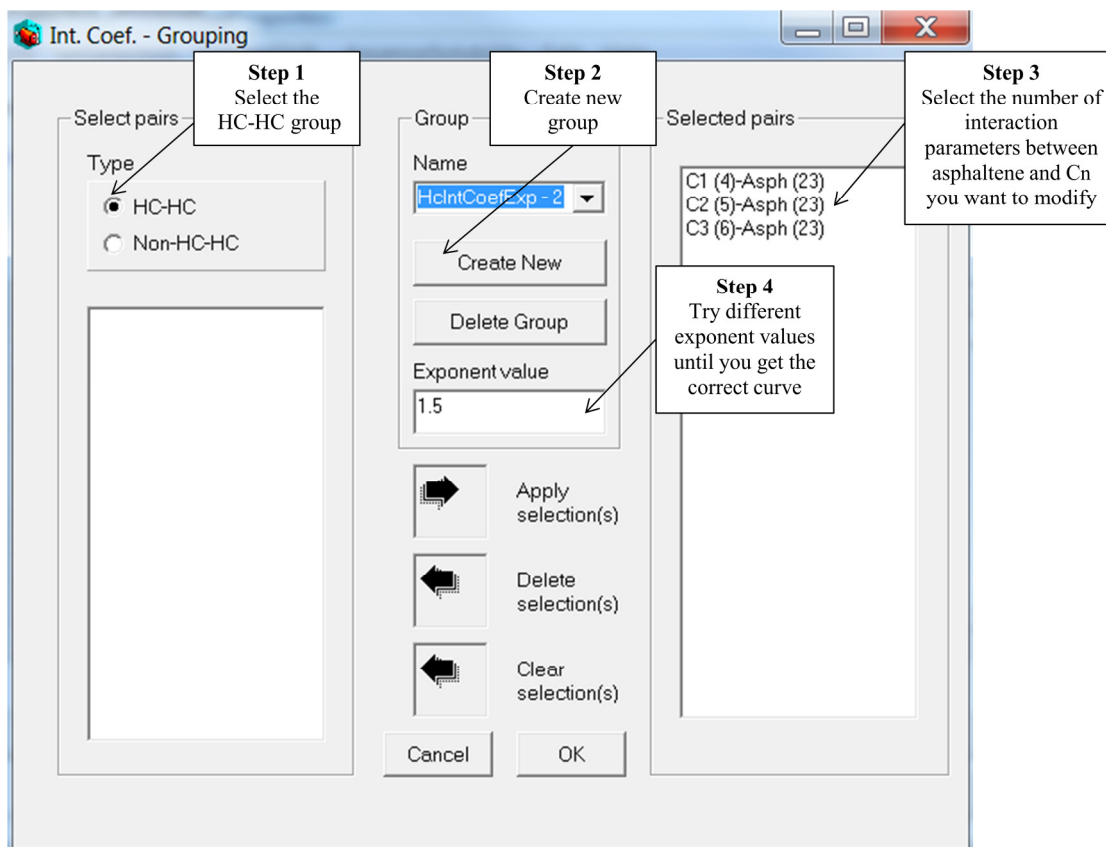 Int. Coef. - Grouping
Step 1
Select the
HC-HC group
Step 2
Create new
group
Step 3
Select the number of
interaction
parameters between
asphaltene and Cn
you want to modify
Select pairs
Type
HC-HC
Non-HC-HC
Group
Name
HcIntCoefExp - 2
Create New
Delete Group
Exponent value
1.5
Step 4
Try different
exponent values
until you get the
correct curve
Selected pairs
C1 (4)-Asph (23)
C2 (5)-Asph (23)
C3 (6)-Asph (23)
Apply
selection(s)
Delete
selection(s)
Clear
selection(s)
Cancel
OK